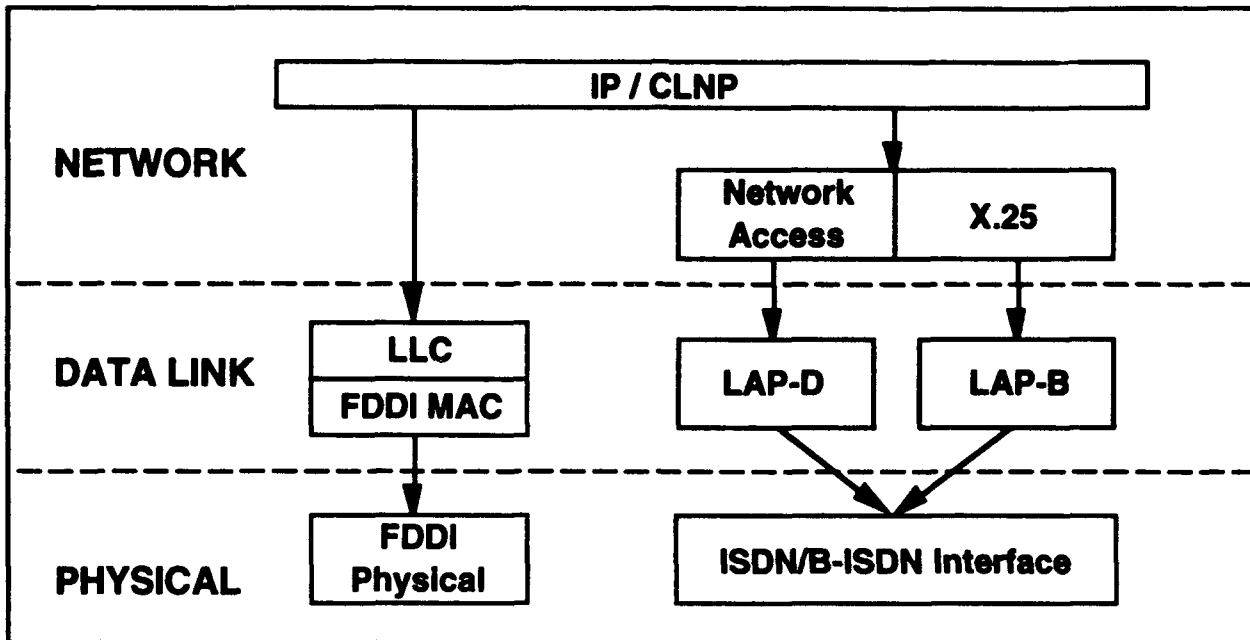 IP / CLNP
NETWORK
Network
Access
X.25
DATA LINK
LLC
FDDI MAC
LAP-D
LAP-B
PHYSICAL
FDDI
Physical
ISDN/B-ISDN Interface